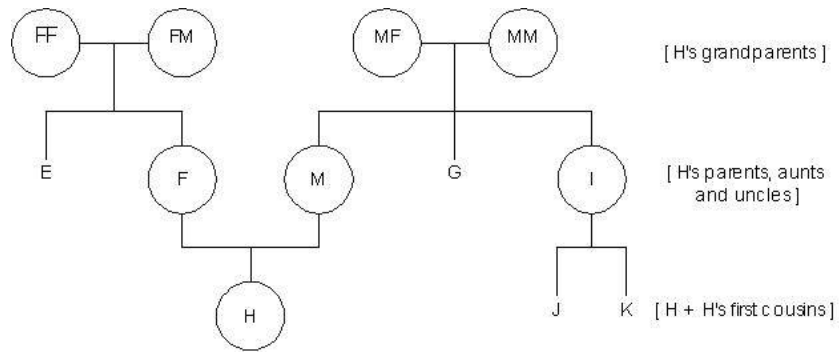 FF FM MF MM [ H's grandparents ]
E F M G I [ H's parents, aunts
and uncles ]
H J K [ H + H's first cousins ]